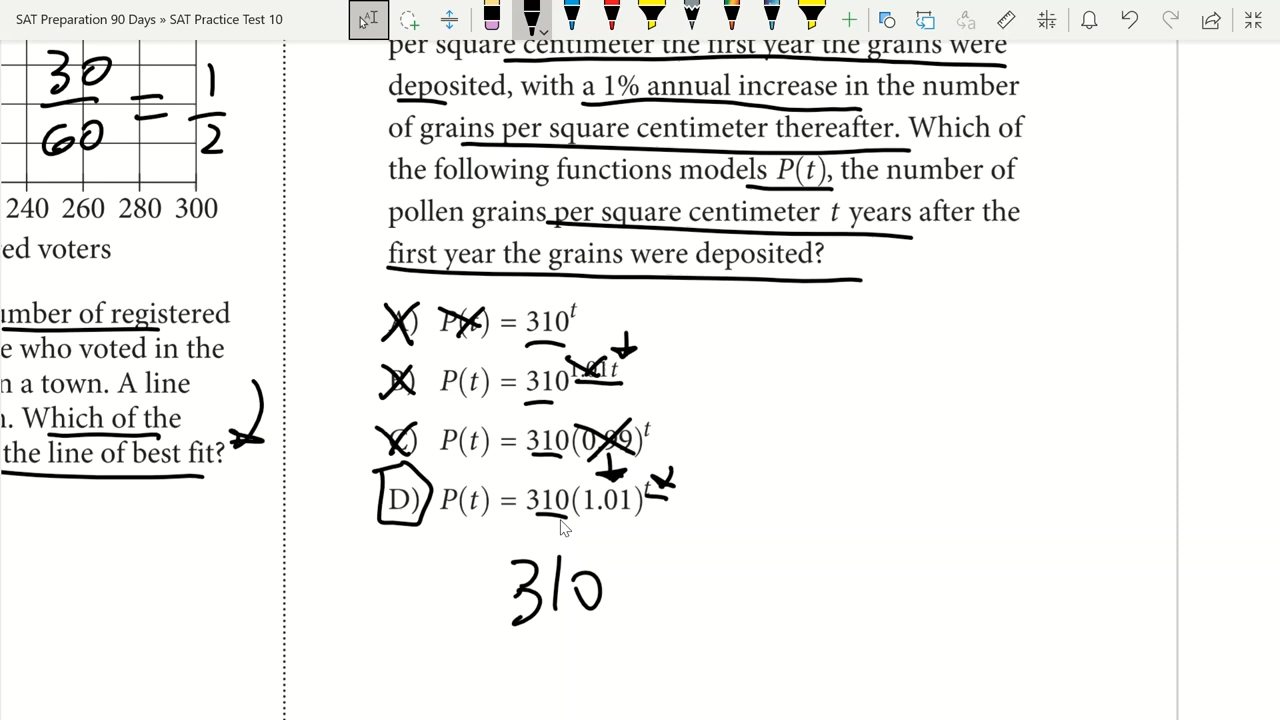 SAT Preparation 90 Days » SAT Practice Test 10
30
60
=
1
2
240 260 280 300
ed voters
umber of registered
e who voted in the
n a town. A line
. Which of the
the line of best fit?
per square centimeter the first year the grains were
deposited, with a 1% annual increase in the number
of grains per square centimeter thereafter. Which of
the following functions models P(t), the number of
pollen grains per square centimeter t years after the
first year the grains were deposited?
A) P(t) = 310^t
B) P(t) = 310^1.01t
C) P(t) = 310(0.99)^t
D) P(t) = 310(1.01)^t
310